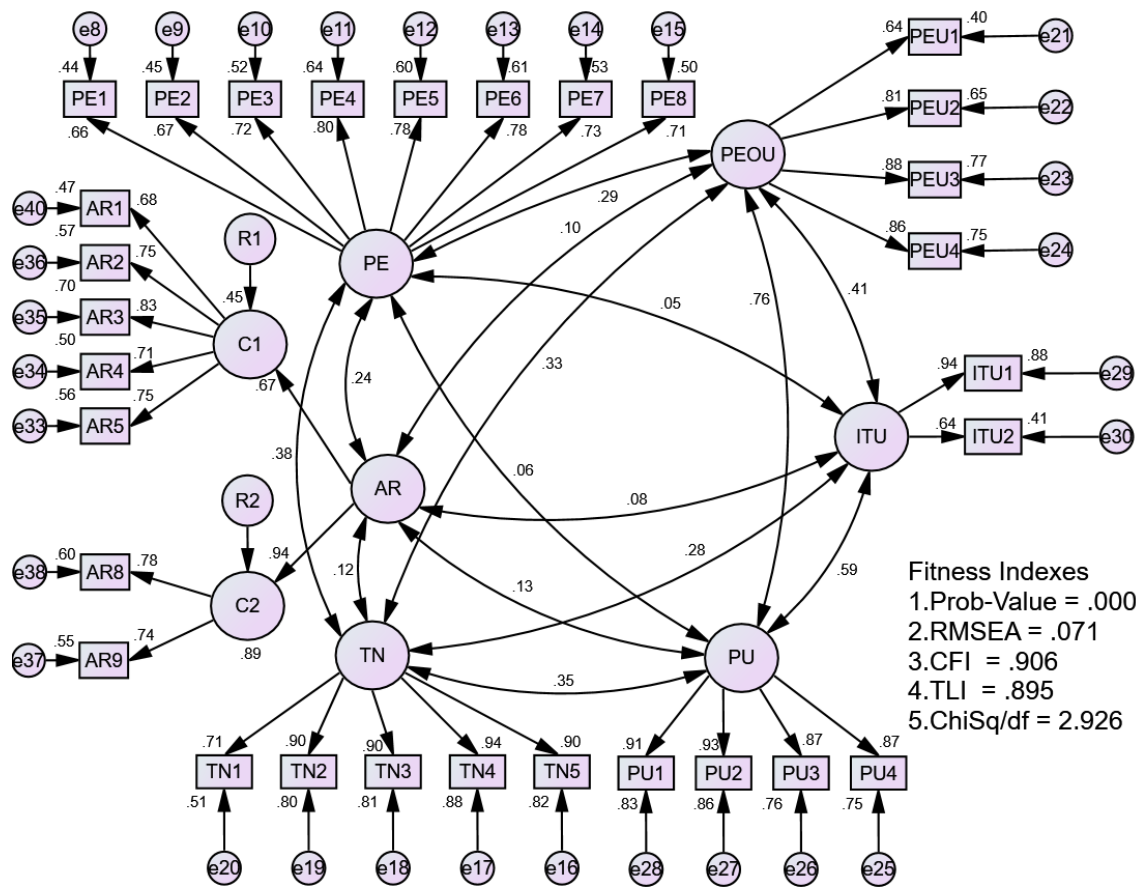 e8 e9 e10 e11 e12 e13 e14 e15
.44 .45 .52 .64 .60 .61 .53 .50
PE1 PE2 PE3 PE4 PE5 PE6 PE7 PE8
.66 .67 .72 .80 .78 .78 .73 .71
.64 PEU1 .40 e21
.81 PEU2 .65 e22
PEOU
.88 PEU3 .77 e23
.86 PEU4 .75 e24
e40 .47 AR1 .68
e36 .57 AR2 .75
e35 .70 AR3 .83
e34 .50 AR4 .71
e33 .56 AR5 .75
R1
.45
C1
.67
PE
.29
.10
.05
.76
.41
.33
.24
.38
.06
ITU
.94 ITU1 .88 e29
.64 ITU2 .41 e30
AR
.08
.28
.13
.12
.59
.35
R2
.94
C2
.89
e38 .60 AR8 .78
e37 .55 AR9 .74
TN
PU
Fitness Indexes
1.Prob-Value = .000
2.RMSEA = .071
3.CFI = .906
4.TLI = .895
5.ChiSq/df = 2.926
.71 .90 .90 .94 .90 .91 .93 .87 .87
TN1 TN2 TN3 TN4 TN5 PU1 PU2 PU3 PU4
.51 .80 .81 .88 .82 .83 .86 .76 .75
e20 e19 e18 e17 e16 e28 e27 e26 e25